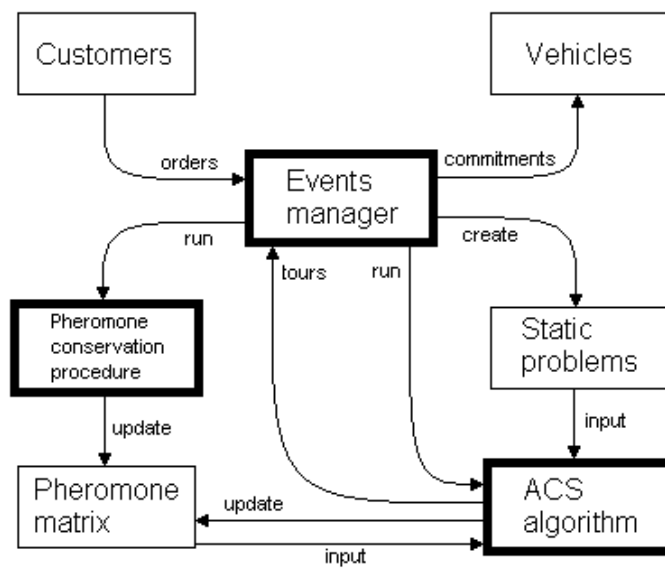 Customers
Vehicles
orders
commitments
Events
manager
run
tours
run
create
Pheromone
conservation
procedure
Static
problems
update
input
Pheromone
matrix
update
ACS
algorithm
input